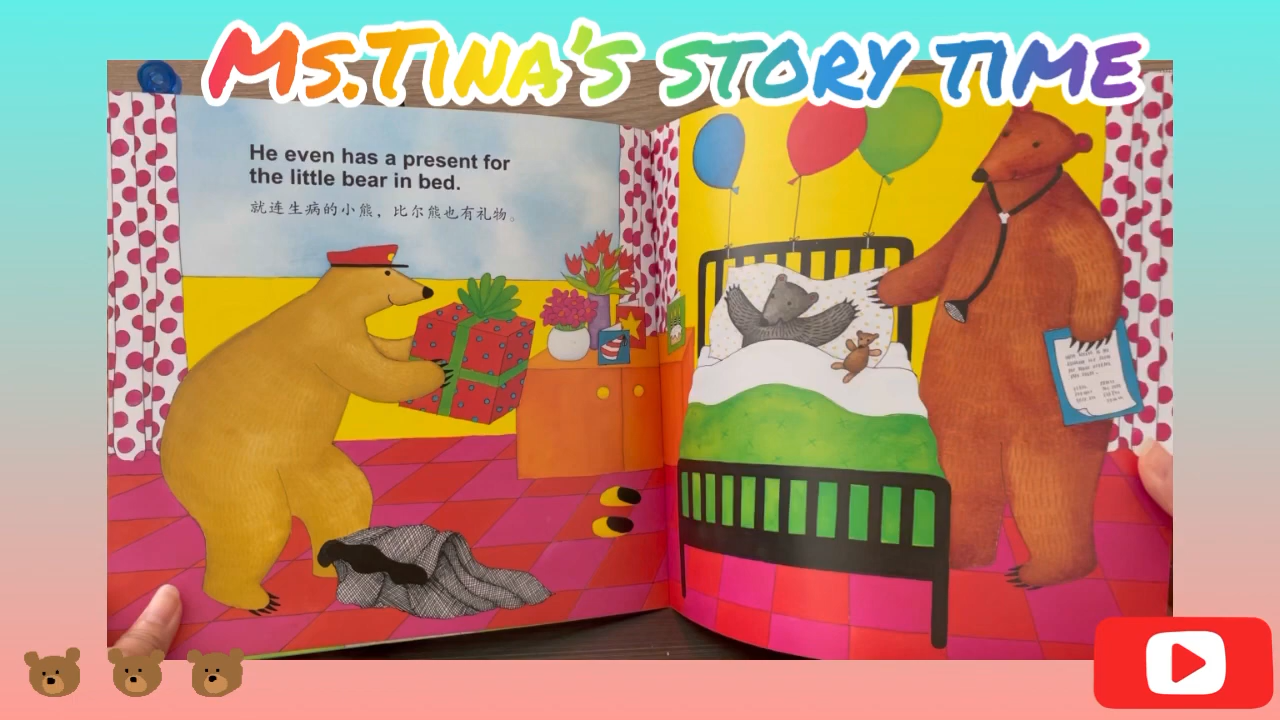 Ms.Tina's story time
He even has a present for
the little bear in bed.
就连生病的小熊，比尔熊也有礼物。